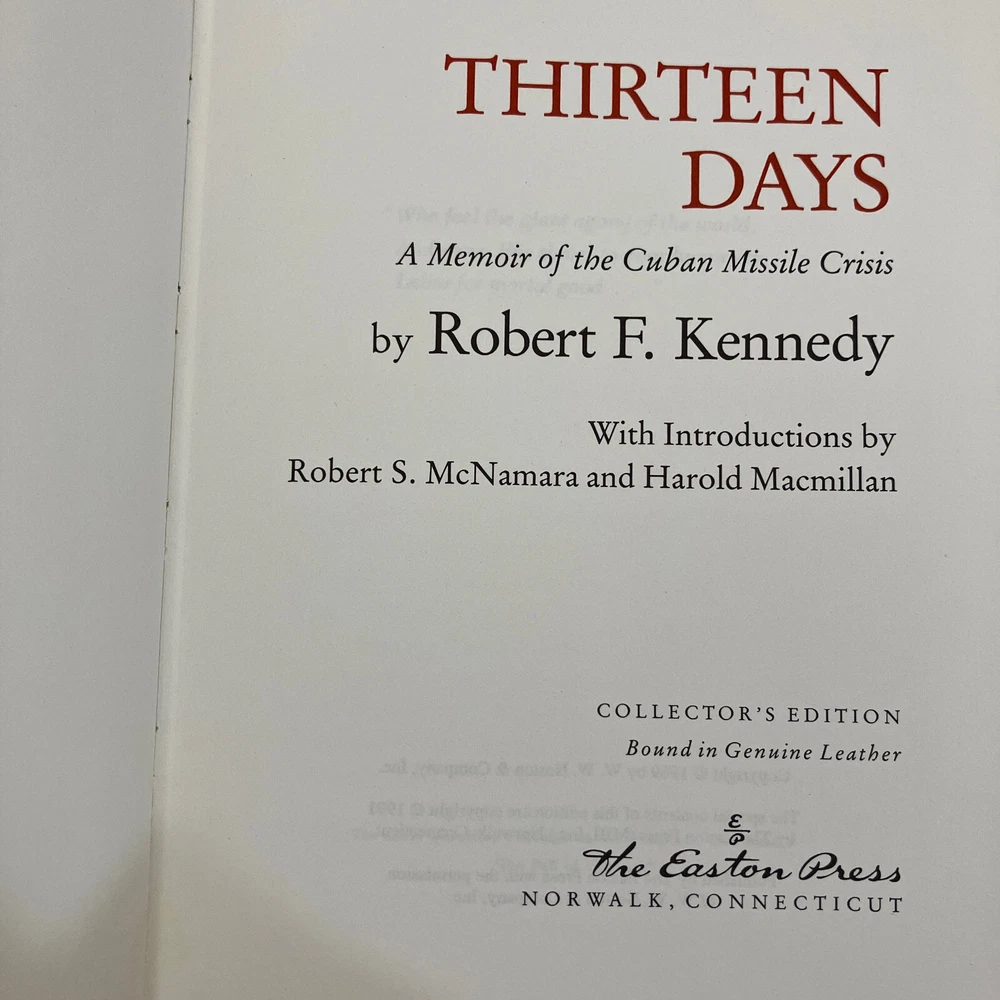 THIRTEEN
DAYS
A Memoir of the Cuban Missile Crisis
by Robert F. Kennedy
With Introductions by
Robert S. McNamara and Harold Macmillan
COLLECTOR'S EDITION
Bound in Genuine Leather
E
P
The Easton Press
NORWALK, CONNECTICUT